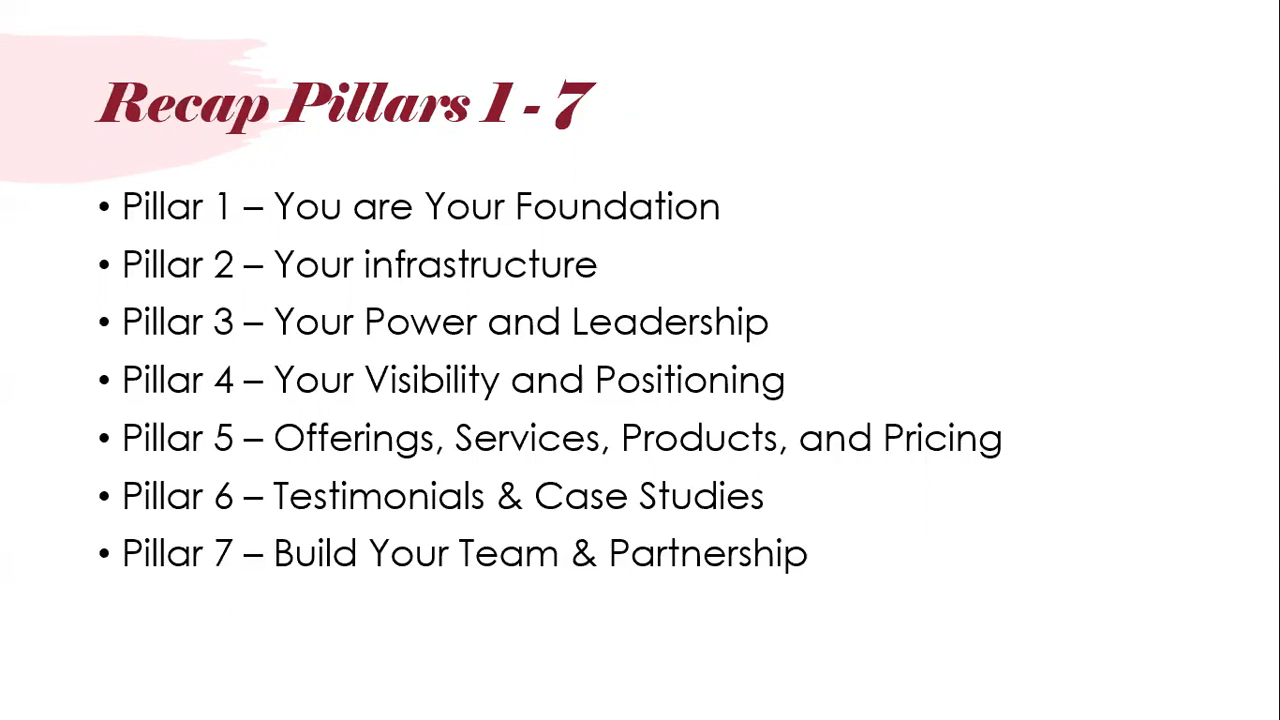 Recap Pillars 1 - 7
• Pillar 1 – You are Your Foundation
• Pillar 2 – Your infrastructure
• Pillar 3 – Your Power and Leadership
• Pillar 4 – Your Visibility and Positioning
• Pillar 5 – Offerings, Services, Products, and Pricing
• Pillar 6 – Testimonials & Case Studies
• Pillar 7 – Build Your Team & Partnership